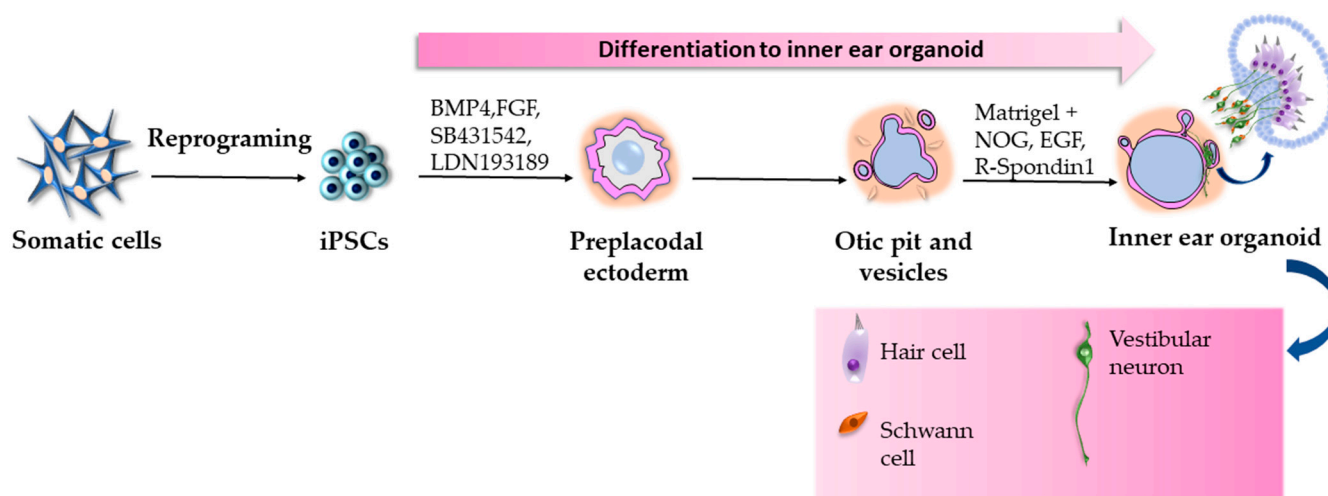 Differentiation to inner ear organoid
Reprograming
BMP4,FGF,
SB431542,
LDN193189
Matrigel +
NOG, EGF,
R-Spondin1
Somatic cells
iPSCs
Preplacodal
ectoderm
Otic pit and
vesicles
Inner ear organoid
Hair cell
Schwann
cell
Vestibular
neuron